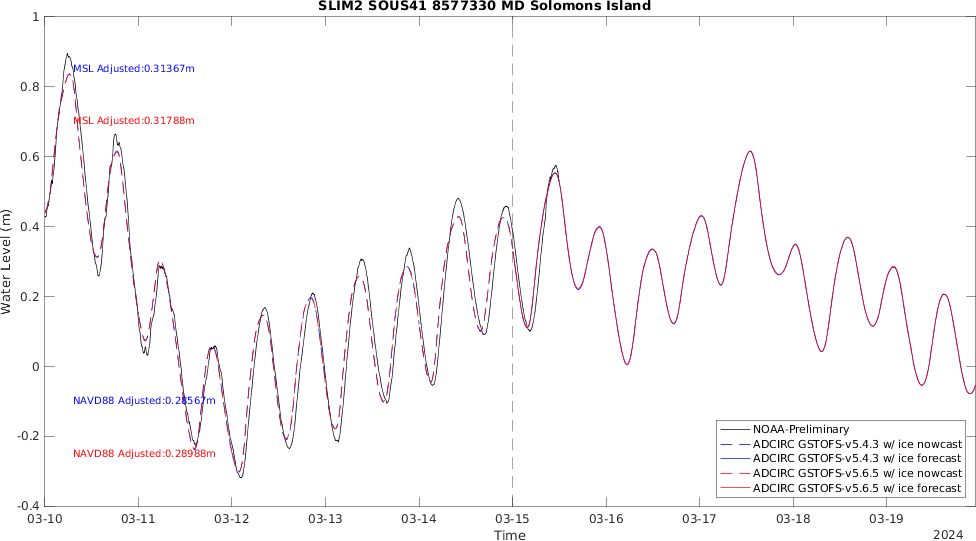 SLIM2 SOUS41 8577330 MD Solomons Island
1
0.8
0.6
0.4
0.2
0
-0.2
-0.4
Water Level (m)
MSL Adjusted:0.31367m
MSL Adjusted:0.31788m
NAVD88 Adjusted:0.28567m
NAVD88 Adjusted:0.28988m
NOAA-Preliminary
ADCIRC GSTOFS-v5.4.3 w/ ice nowcast
ADCIRC GSTOFS-v5.4.3 w/ ice forecast
ADCIRC GSTOFS-v5.6.5 w/ ice nowcast
ADCIRC GSTOFS-v5.6.5 w/ ice forecast
03-10 03-11 03-12 03-13 03-14 03-15 03-16 03-17 03-18 03-19
Time
2024